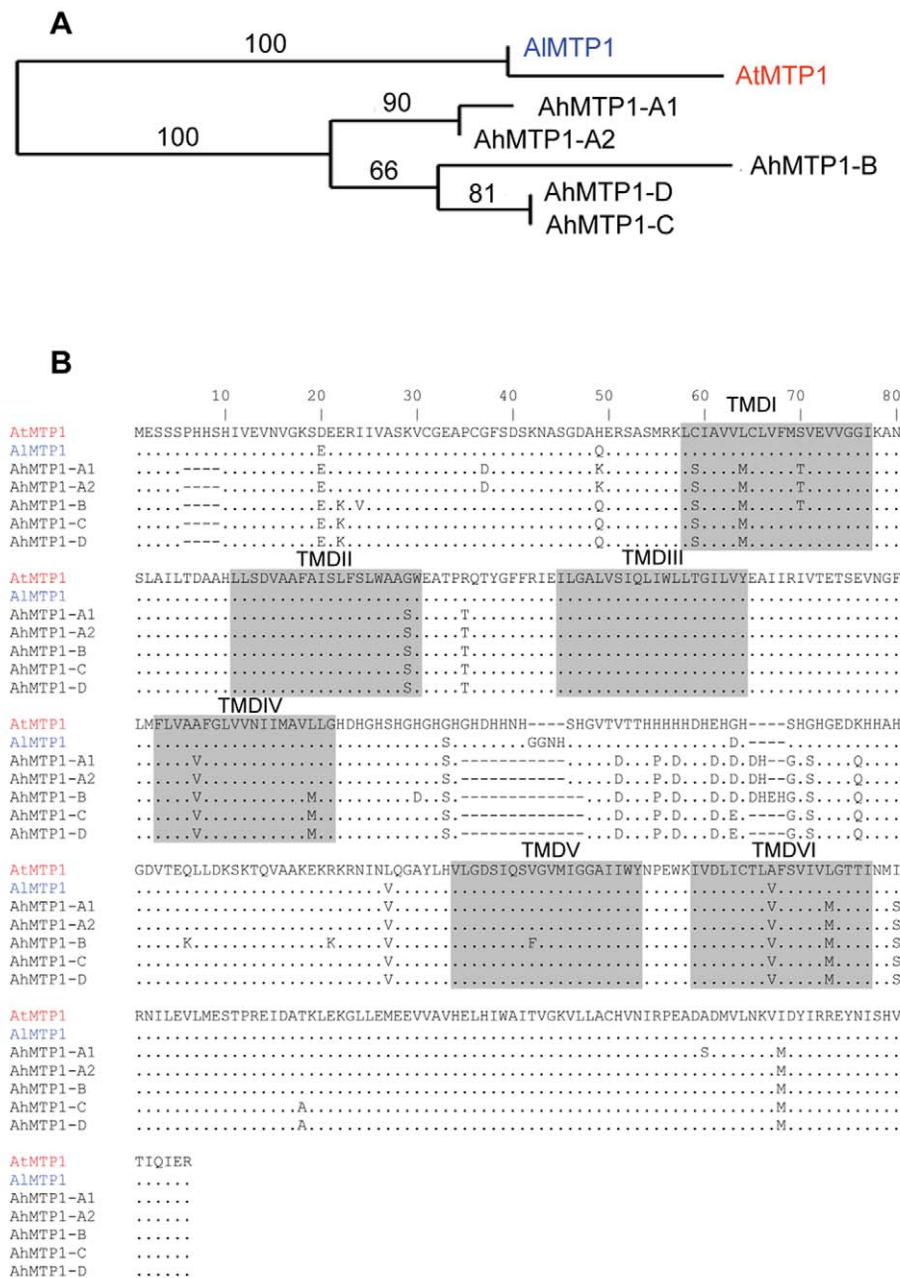 A
100
AlMTP1
AtMTP1
90
AhMTP1-A1
100
AhMTP1-A2
66
AhMTP1-B
81
AhMTP1-D
AhMTP1-C
B
10 20 30 40 50 60 70 80
TMDI
AtMTP1 MESSSPHHSHIVEVNVGKSDEERIIVASKVCGEAPCGFSDSKNASGDAHERSASMRKLCIAVVLCLVFMSVEVVGGIKAN
AlMTP1 ...................E............................Q...............................
AhMTP1-A1 .....----..........E................D...........K.........S....M.....T..........
AhMTP1-A2 .....----..........E................D...........K.........S....M.....T..........
AhMTP1-B .....----..........E.K.V........................Q.........S....M.....T..........
AhMTP1-C .....----..........E.K..........................Q.........S....M................
AhMTP1-D .....----..........E.K..........................Q.........S....M................
TMDII TMDIII
AtMTP1 SLAILTDAAHLLSDVAAFAISLFSLWAAGWEATPRQTYGFFRIEILGALVSIQLIWLLTGILVYEAIIRIVTETSEVNGF
AlMTP1 ................................................................................
AhMTP1-A1 ............................S.....T.............................................
AhMTP1-A2 ............................S.....T.............................................
AhMTP1-B ............................S.....T.............................................
AhMTP1-C ............................S.....T.............................................
AhMTP1-D ............................S.....T.............................................
TMDIV
AtMTP1 LMFLVAAFGLVVNIIMAVLLGHDHGHSHGHGHGHGHDHHNH----SHGVTVTTHHHHHDHEHGH----SHGHGEDKHHAH
AlMTP1 ................................S........GGNH.................D.----............
AhMTP1-A1 ......V.........................S.-----------.....D...P.D...D.D.DH--G.S....Q....
AhMTP1-A2 ......V.........................S.-----------.....D...P.D...D.D.DH--G.S....Q....
AhMTP1-B ......V...........M..........D..S.-------------...D...P.D...D.D.DHEHG.S....Q....
AhMTP1-C ......V...........M.............S.-------------...D...P.D...D.E.----G.S....Q....
AhMTP1-D ......V...........M.............S.-------------...D...P.D...D.E.----G.S....Q....
TMDV TMDVI
AtMTP1 GDVTEQLLDKSKTQVAAKEKRKRNINLQGAYLHVLGDSIQSVGVMIGGAIIWYNPEWKIVDLICTLAFSVIVLGTTINMI
AlMTP1 ..........................V.......................................V.............
AhMTP1-A1 ..........................V.......................................V.....M......S
AhMTP1-A2 ..........................V.......................................V.....M......S
AhMTP1-B .....K..............K.....V..............F........................V.....M......S
AhMTP1-C ..........................V.......................................V.....M......S
AhMTP1-D ..........................V.......................................V.....M......S
AtMTP1 RNILEVLMESTPREIDATKLEKGLLEMEEVVAVHELHIWAITVGKVLLACHVNIRPEADADMVLNKVIDYIRREYNISHV
AlMTP1 ................................................................................
AhMTP1-A1 ...........................................................S.......M............
AhMTP1-A2 ...................................................................M............
AhMTP1-B ...................................................................M............
AhMTP1-C .................A.................................................M............
AhMTP1-D .................A.................................................M............
AtMTP1 TIQIER
AlMTP1 ......
AhMTP1-A1 ......
AhMTP1-A2 ......
AhMTP1-B ......
AhMTP1-C ......
AhMTP1-D ......